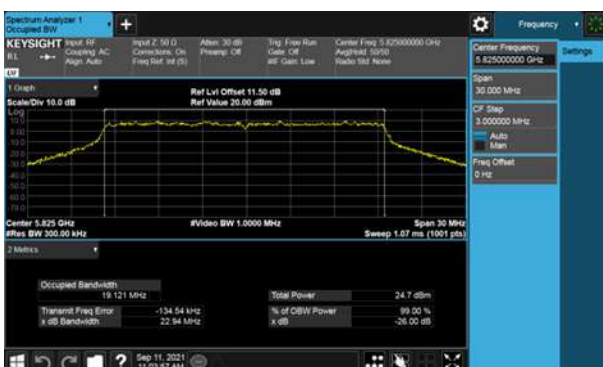 Spectrum Analyzer 1
Occupied BW
+
Frequency
KEYSIGHT
Input: RF
Coupling: AC
Align: Auto
Input Z: 50 Ω
Corrections: On
Freq Ref: Int (S)
Atten: 30 dB
Preamp: Off
Trig: Free Run
Gate: Off
#IF Gain: Low
Center Freq: 5.825000000 GHz
Avg|Hold: 50/50
Radio Std: None
Center Frequency
5.825000000 GHz
Settings
Span
30.000 MHz
CF Step
3.000000 MHz
Auto
Man
Freq Offset
0 Hz
1 Graph
Scale/Div 10.0 dB
Ref Lvl Offset 11.50 dB
Ref Value 20.00 dBm
Log
Center 5.825 GHz
#Res BW 300.00 kHz
#Video BW 1.0000 MHz
Span 30 MHz
Sweep 1.07 ms (1001 pts)
2 Metrics
Occupied Bandwidth
19.121 MHz
Total Power
24.7 dBm
Transmit Freq Error
-134.54 kHz
% of OBW Power
99.00 %
x dB Bandwidth
22.94 MHz
x dB
-26.00 dB
?
Sep 11, 2021